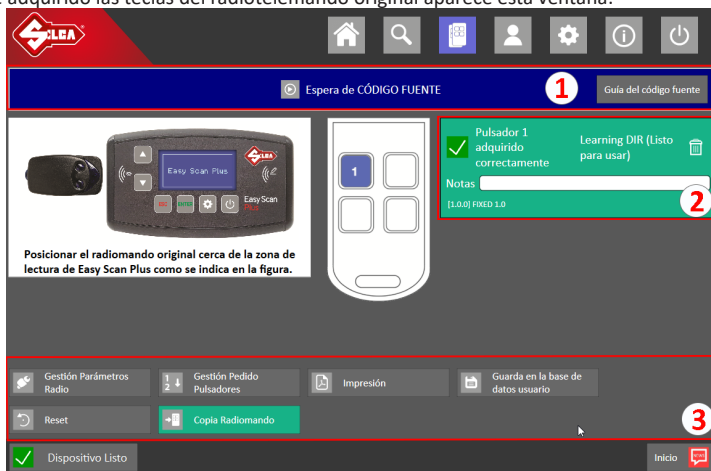 adquirido las teclas del radiotelemando original aparece esta ventana:
SILCA
Espera de CÓDIGO FUENTE
1
Guía del código fuente
SILCA
Easy Scan Plus
ESC
ENTER
EasyScan
Plus
Posicionar el radiomando original cerca de la zona de
lectura de Easy Scan Plus como se indica en la figura.
1
Pulsador 1
adquirido
correctamente
Learning DIR (Listo
para usar)
Notas
[1.0.0] FIXED 1.0
2
Gestión Parámetros
Radio
1
2
Gestión Pedido
Pulsadores
Impresión
Guarda en la base de
datos usuario
Reset
Copia Radiomando
3
Dispositivo Listo
Inicio